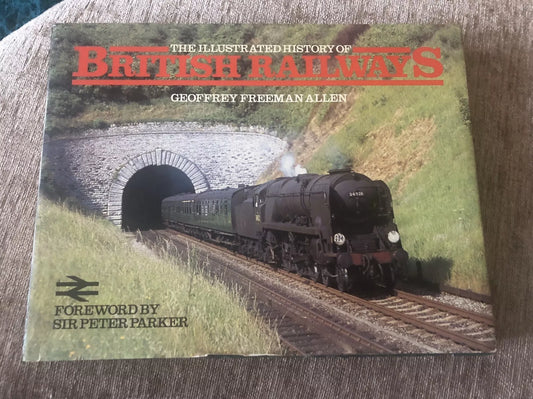 THE ILLUSTRATED HISTORY OF
BRITISH RAILWAYS
GEOFFREY FREEMAN ALLEN
FOREWORD BY
SIR PETER PARKER